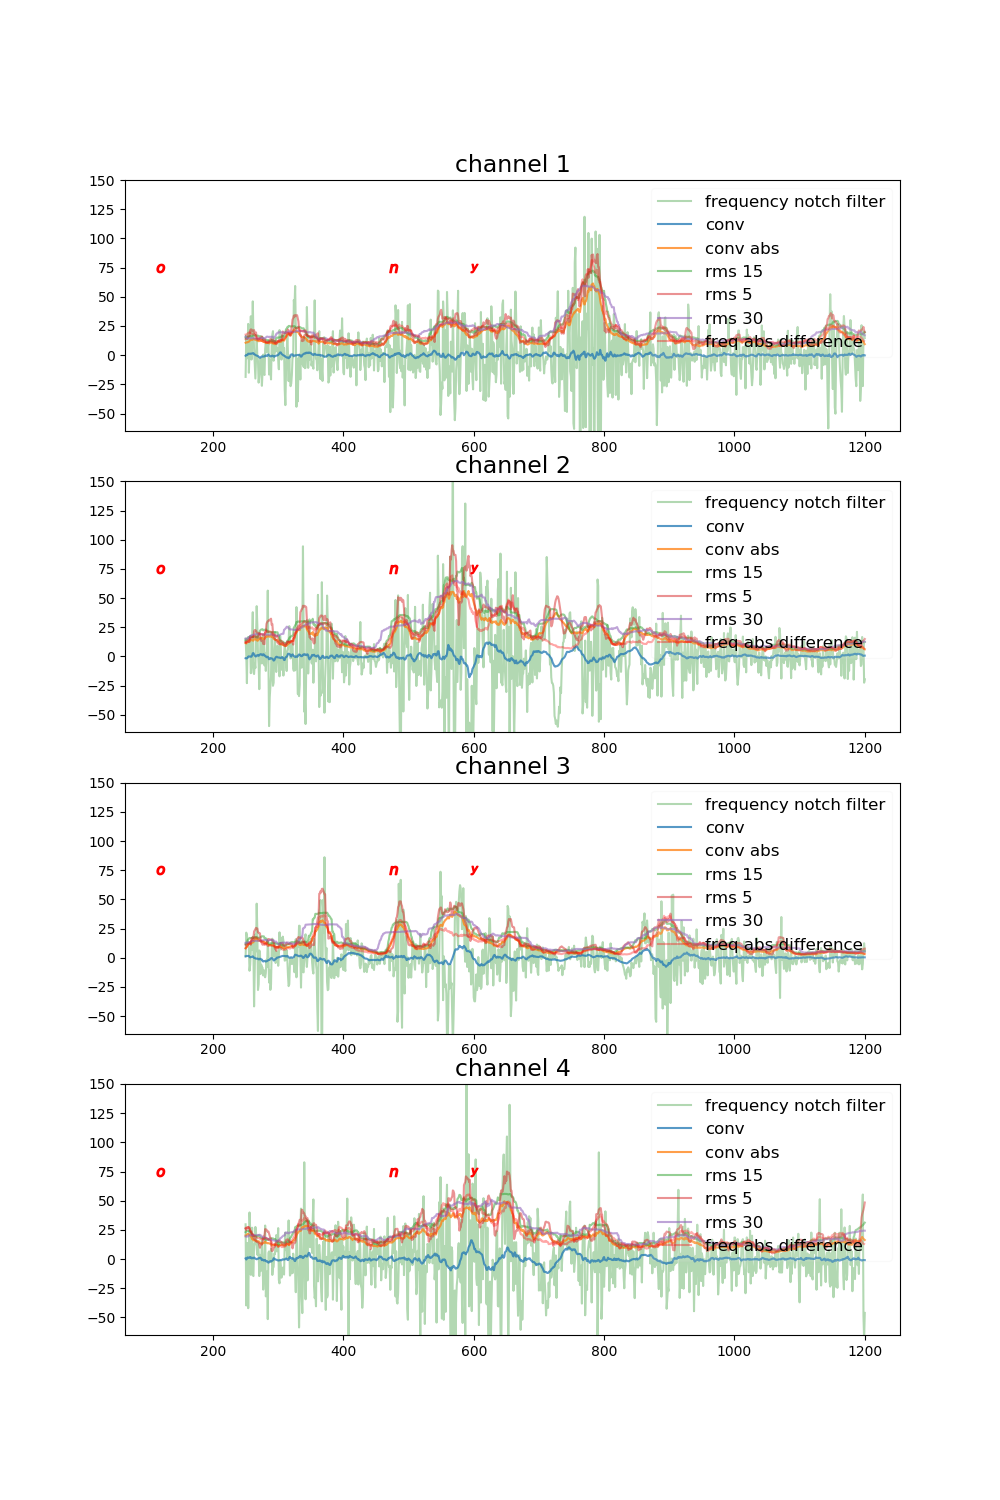 channel 1
150
125
100
75
50
25
0
−25
−50
o n y
frequency notch filter
conv
conv abs
rms 15
rms 5
rms 30
freq abs difference
200 400 600 800 1000 1200
channel 2
150
125
100
75
50
25
0
−25
−50
o n y
frequency notch filter
conv
conv abs
rms 15
rms 5
rms 30
freq abs difference
200 400 600 800 1000 1200
channel 3
150
125
100
75
50
25
0
−25
−50
o n y
frequency notch filter
conv
conv abs
rms 15
rms 5
rms 30
freq abs difference
200 400 600 800 1000 1200
channel 4
150
125
100
75
50
25
0
−25
−50
o n y
frequency notch filter
conv
conv abs
rms 15
rms 5
rms 30
freq abs difference
200 400 600 800 1000 1200